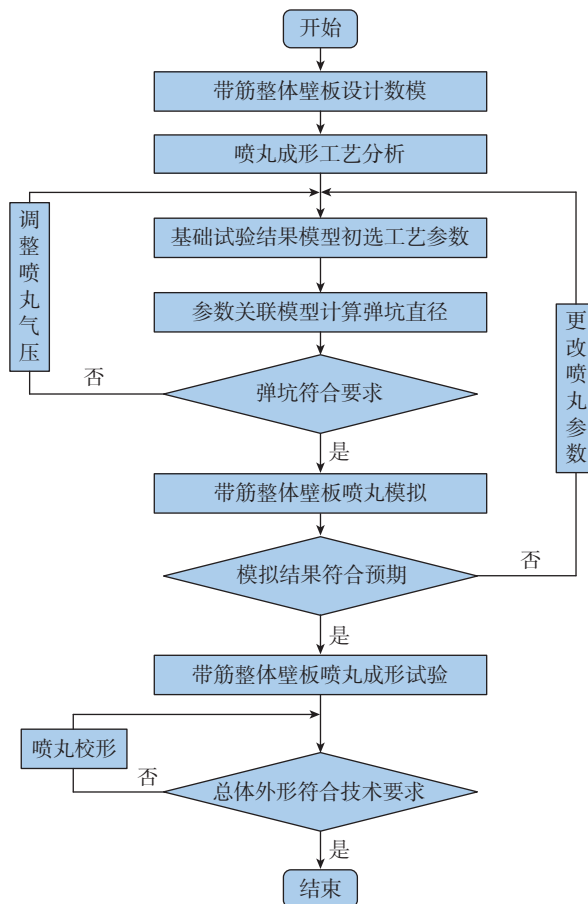 开始
带筋整体壁板设计数模
喷丸成形工艺分析
调整喷丸气压
基础试验结果模型初选工艺参数
参数关联模型计算弹坑直径
更改喷丸参数
否
弹坑符合要求
是
带筋整体壁板喷丸模拟
模拟结果符合预期
否
是
带筋整体壁板喷丸成形试验
喷丸校形
否
总体外形符合技术要求
是
结束